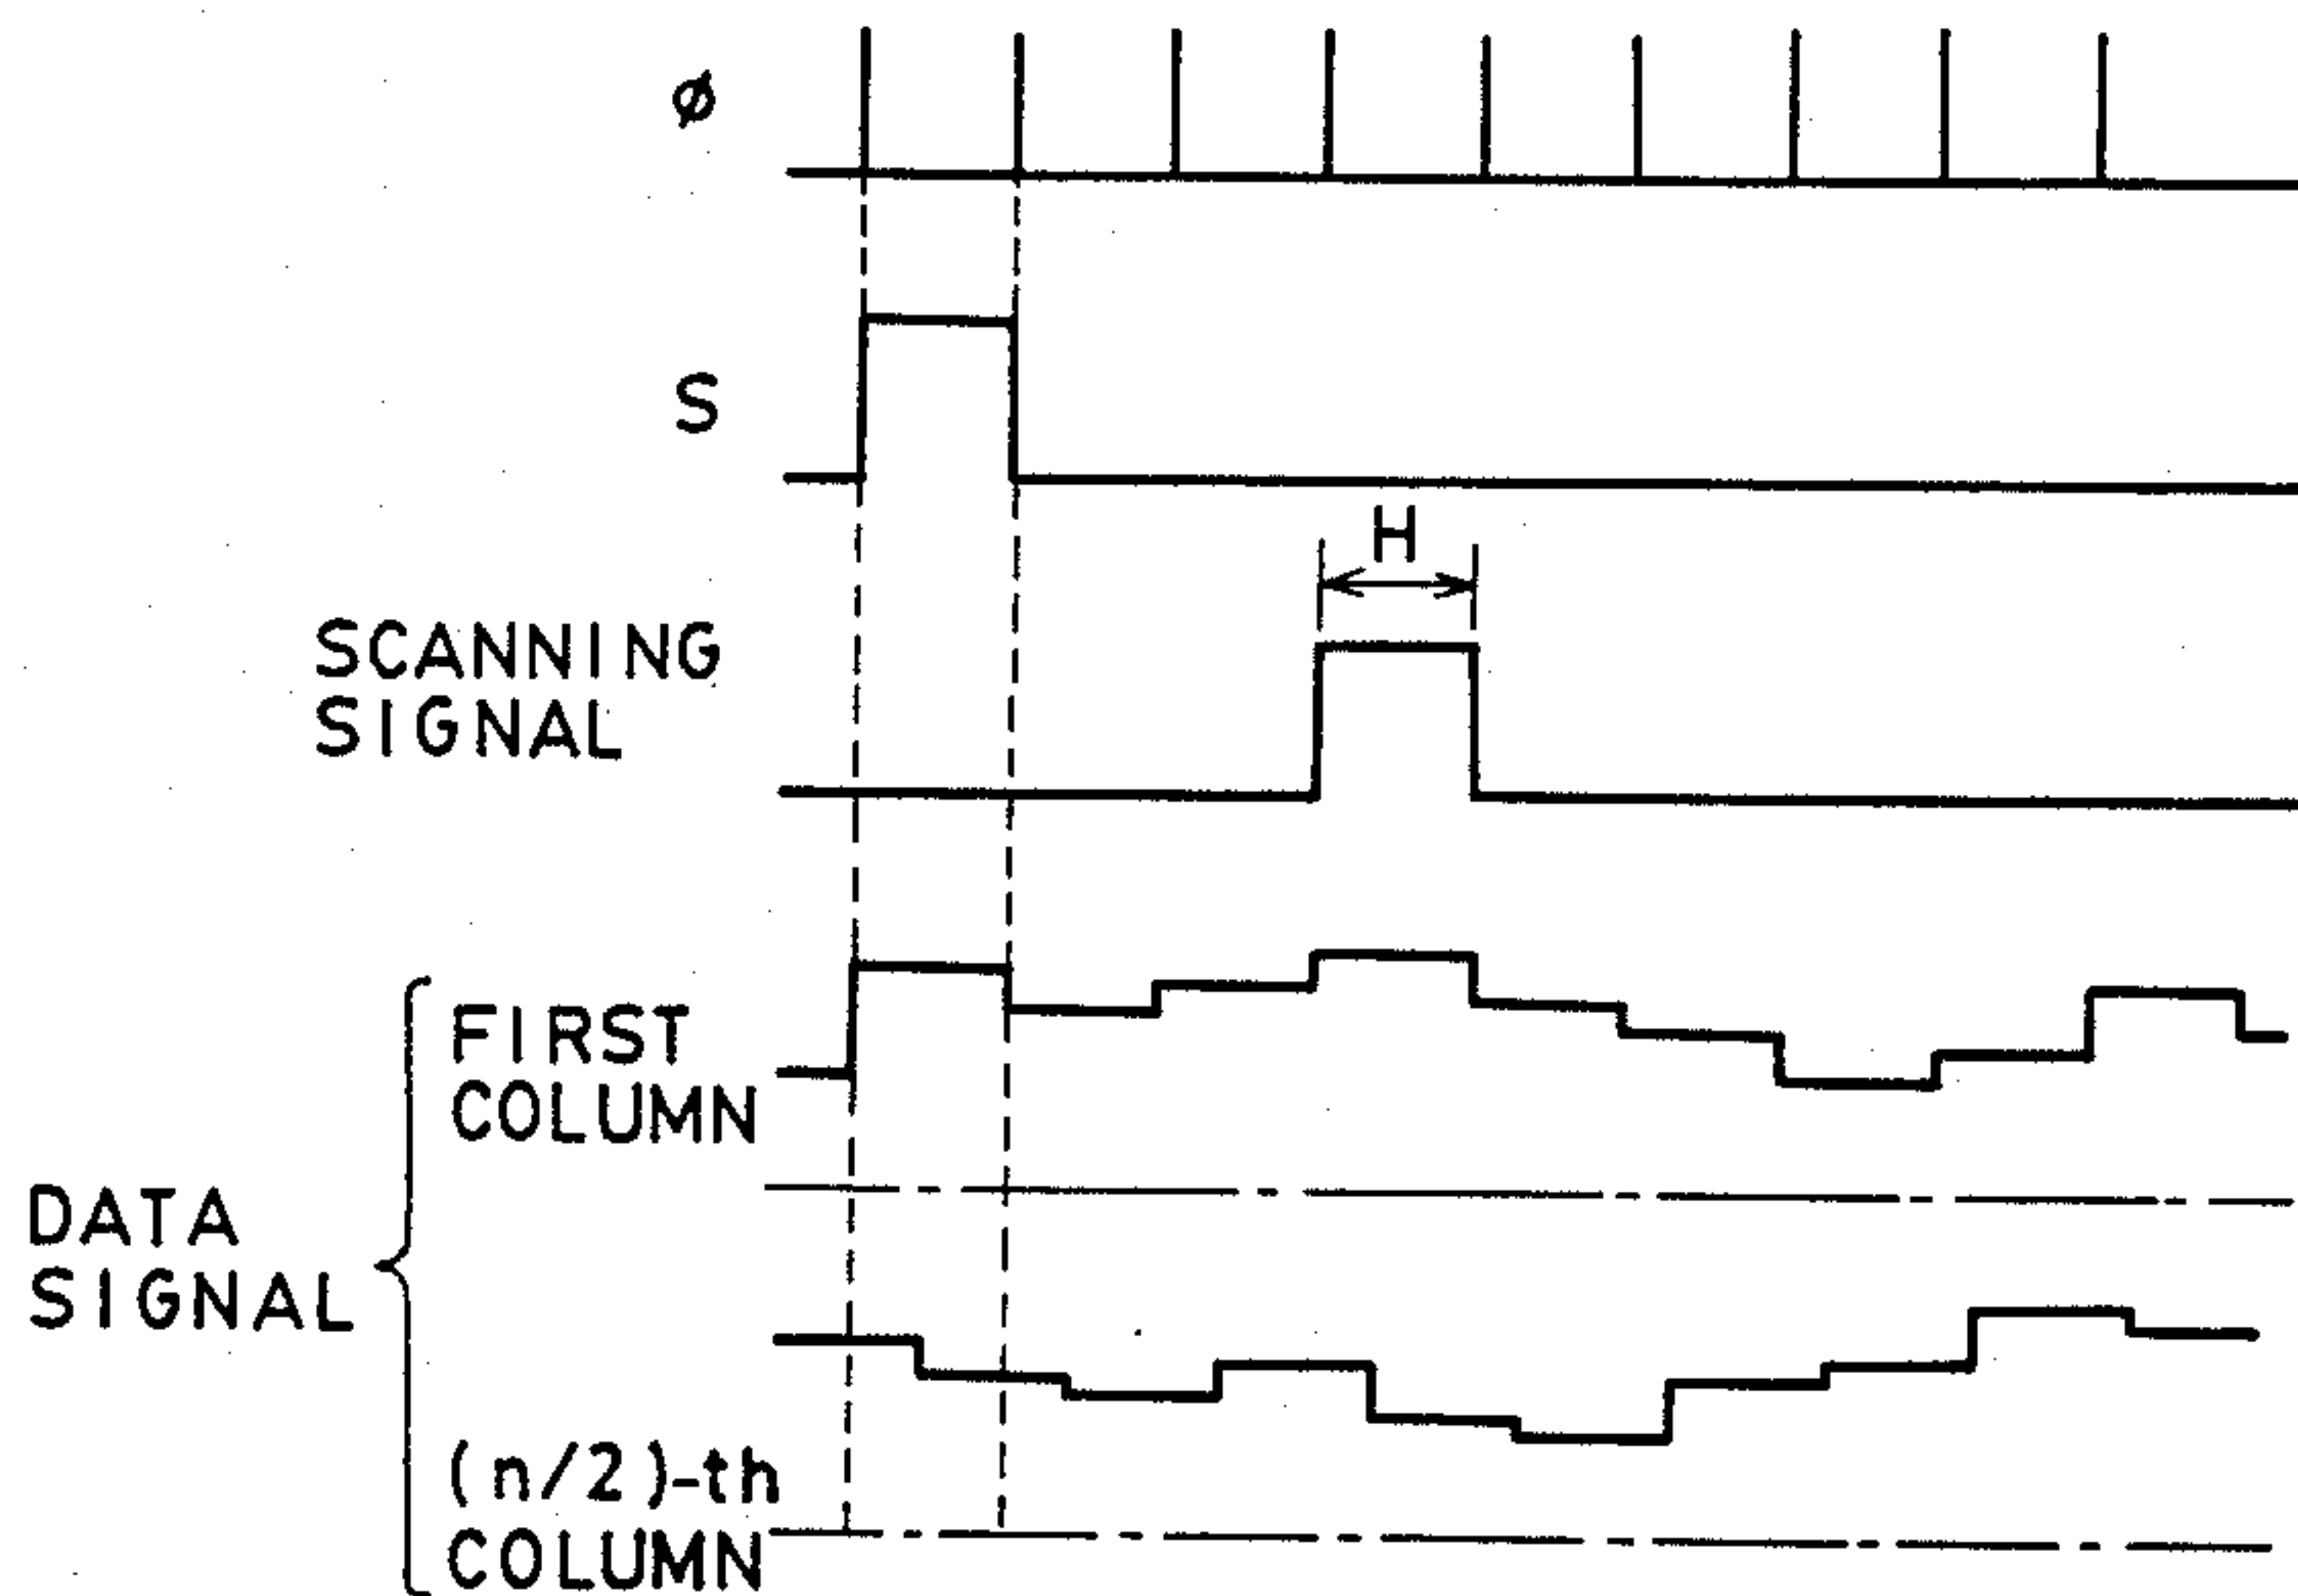 ø
S
H
SCANNING
SIGNAL
FIRST
COLUMN
DATA
SIGNAL
(n/2)-th
COLUMN